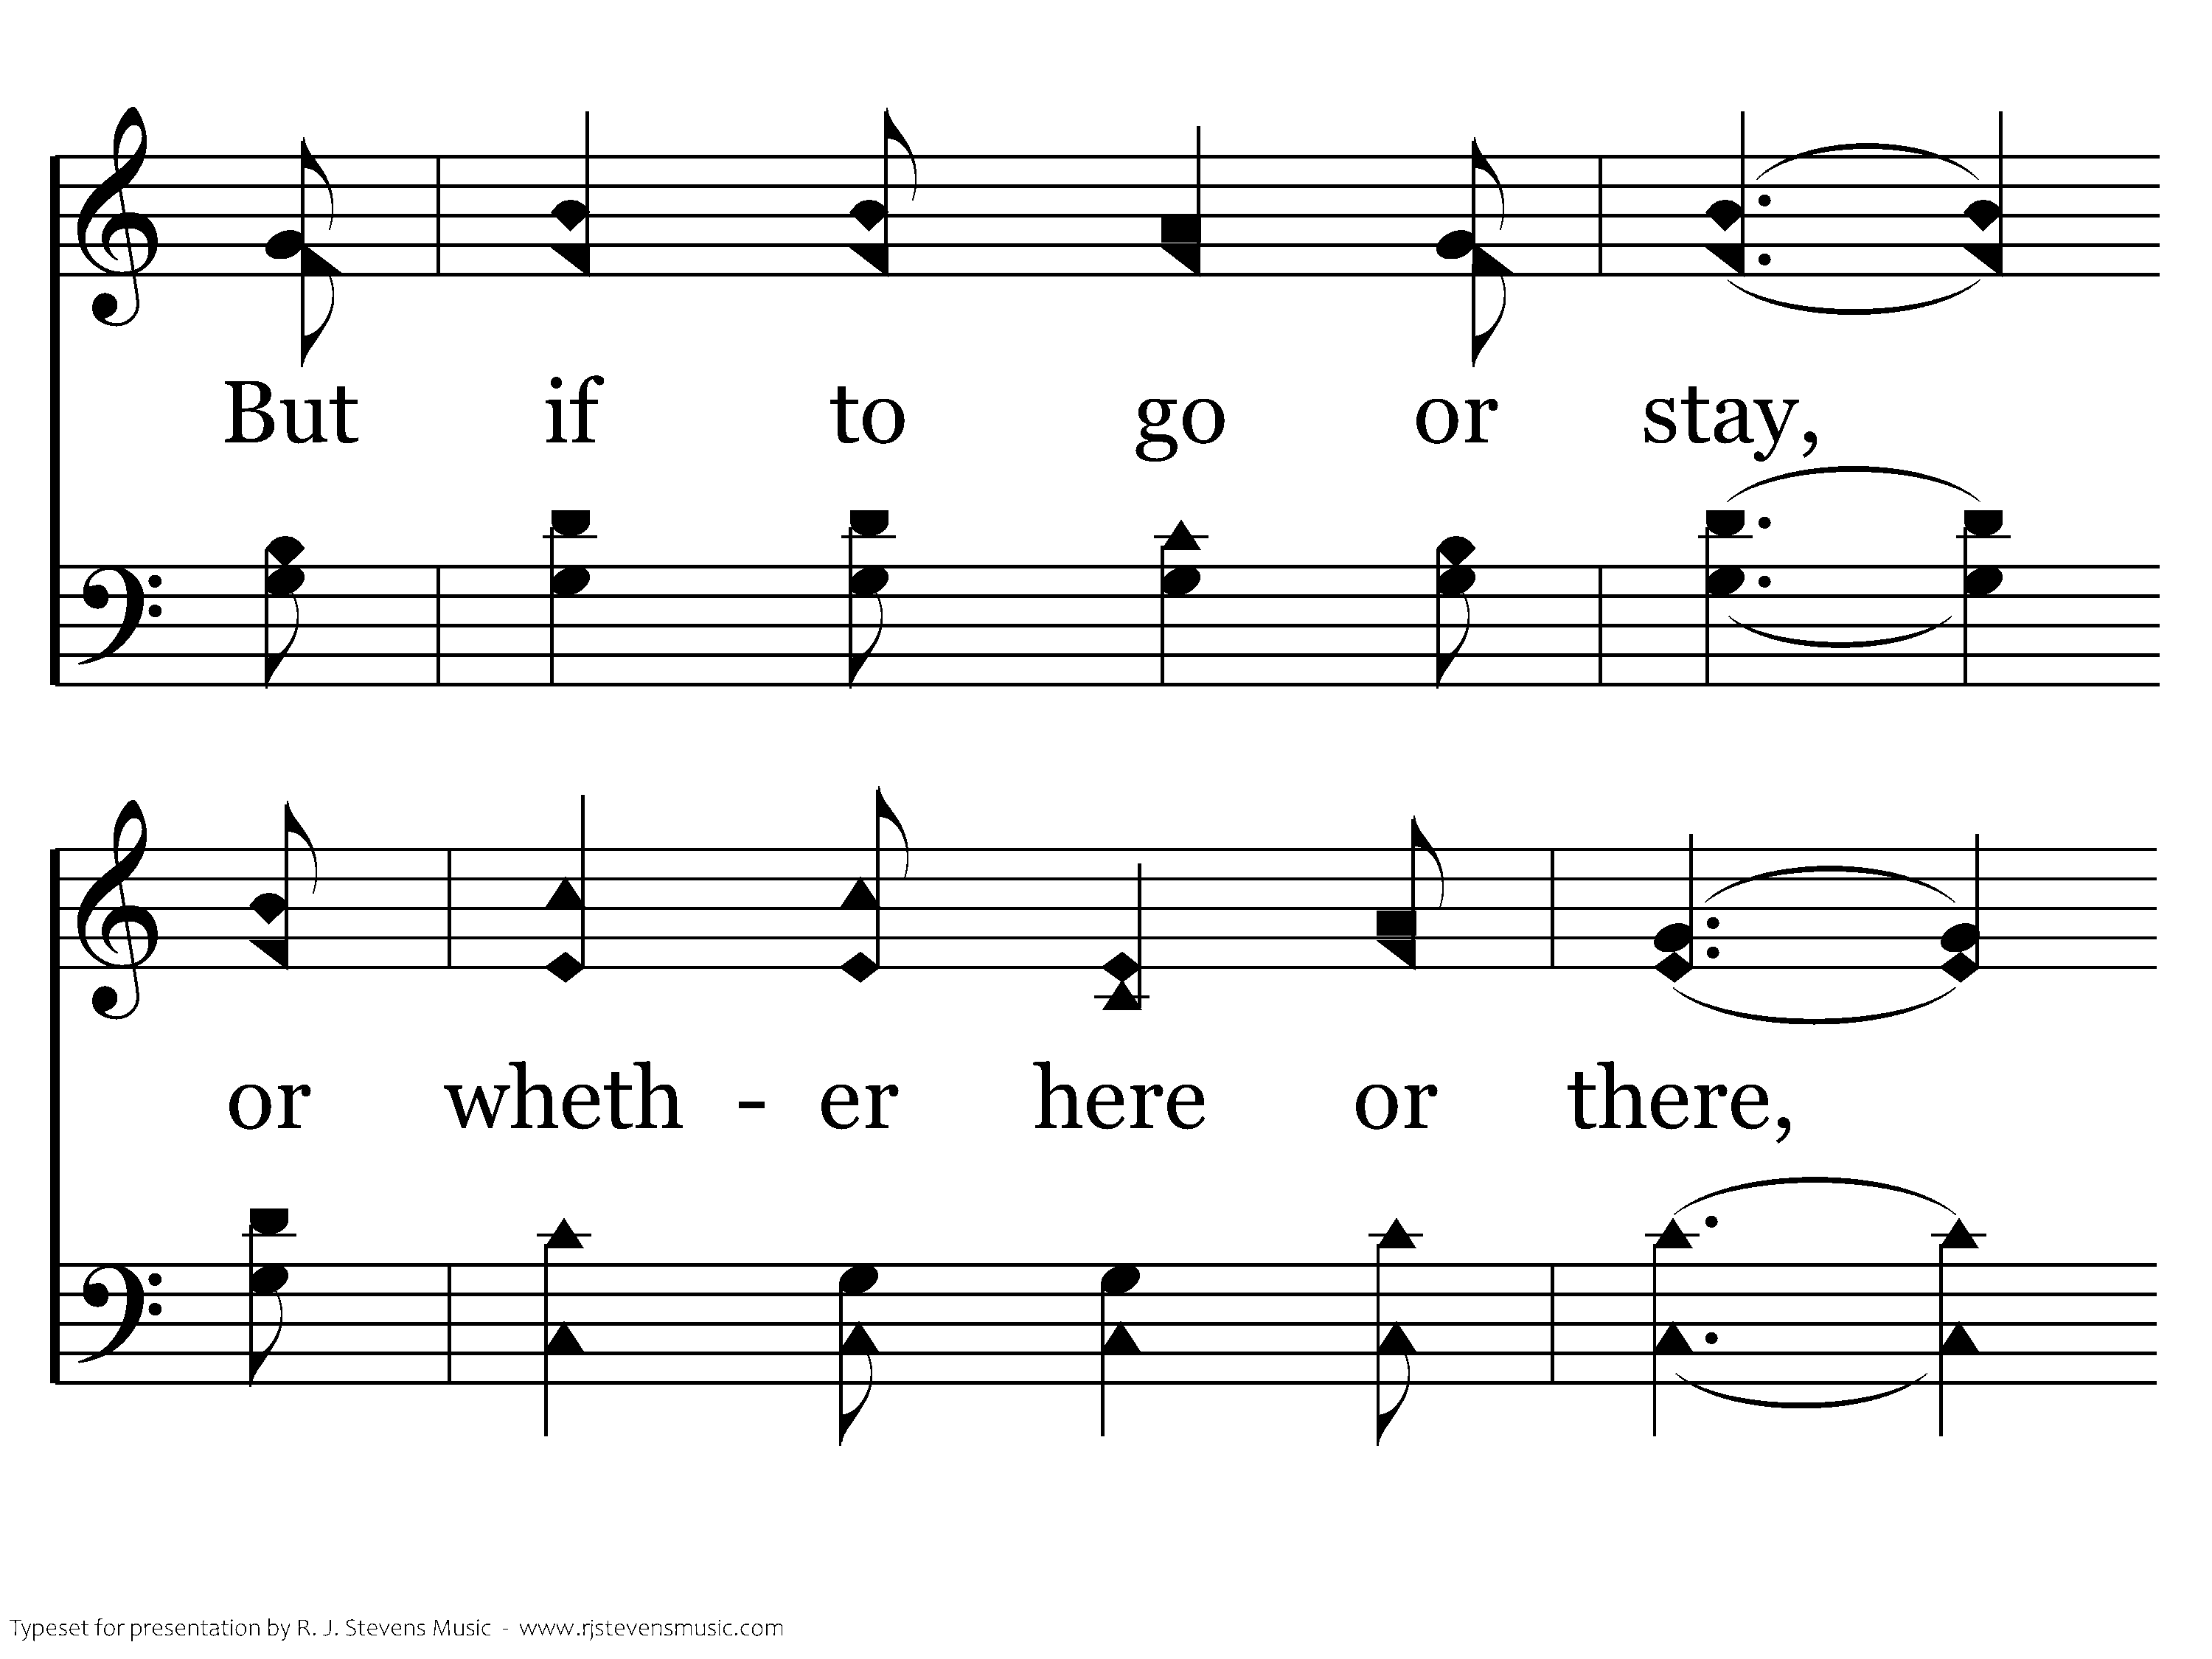 But if to go or stay,
or wheth - er here or there,
Typeset for presentation by R. J. Stevens Music - www.rjstevensmusic.com